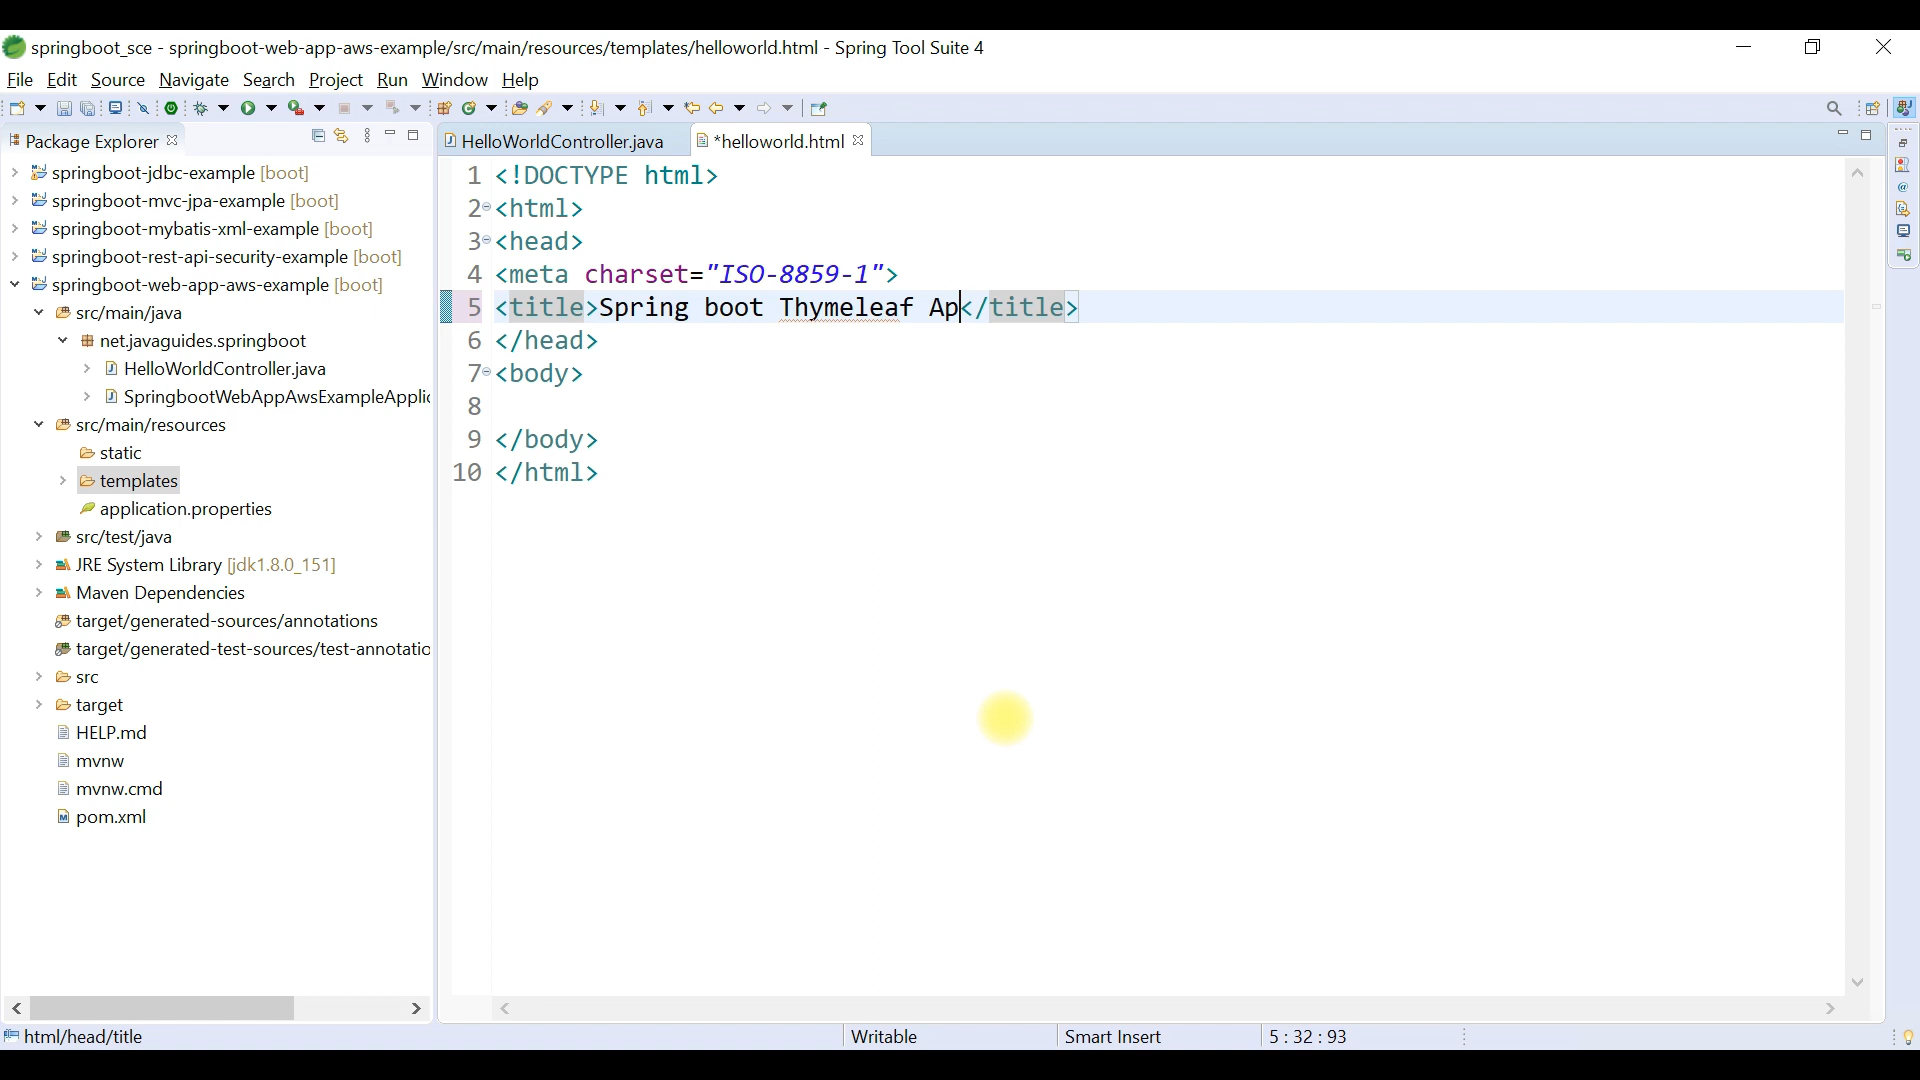 springboot_sce - springboot-web-app-aws-example/src/main/resources/templates/helloworld.html - Spring Tool Suite 4
File Edit Source Navigate Search Project Run Window Help
Package Explorer
springboot-jdbc-example [boot]
springboot-mvc-jpa-example [boot]
springboot-mybatis-xml-example [boot]
springboot-rest-api-security-example [boot]
springboot-web-app-aws-example [boot]
src/main/java
net.javaguides.springboot
HelloWorldController.java
SpringbootWebAppAwsExampleApplic
src/main/resources
static
templates
application.properties
src/test/java
JRE System Library [jdk1.8.0_151]
Maven Dependencies
target/generated-sources/annotations
target/generated-test-sources/test-annotatio
src
target
HELP.md
mvnw
mvnw.cmd
pom.xml
HelloWorldController.java *helloworld.html
1 <!DOCTYPE html>
2 <html>
3 <head>
4 <meta charset="ISO-8859-1">
5 <title>Spring boot Thymeleaf Ap</title>
6 </head>
7 <body>
8
9 </body>
10 </html>
html/head/title Writable Smart Insert 5 : 32 : 93